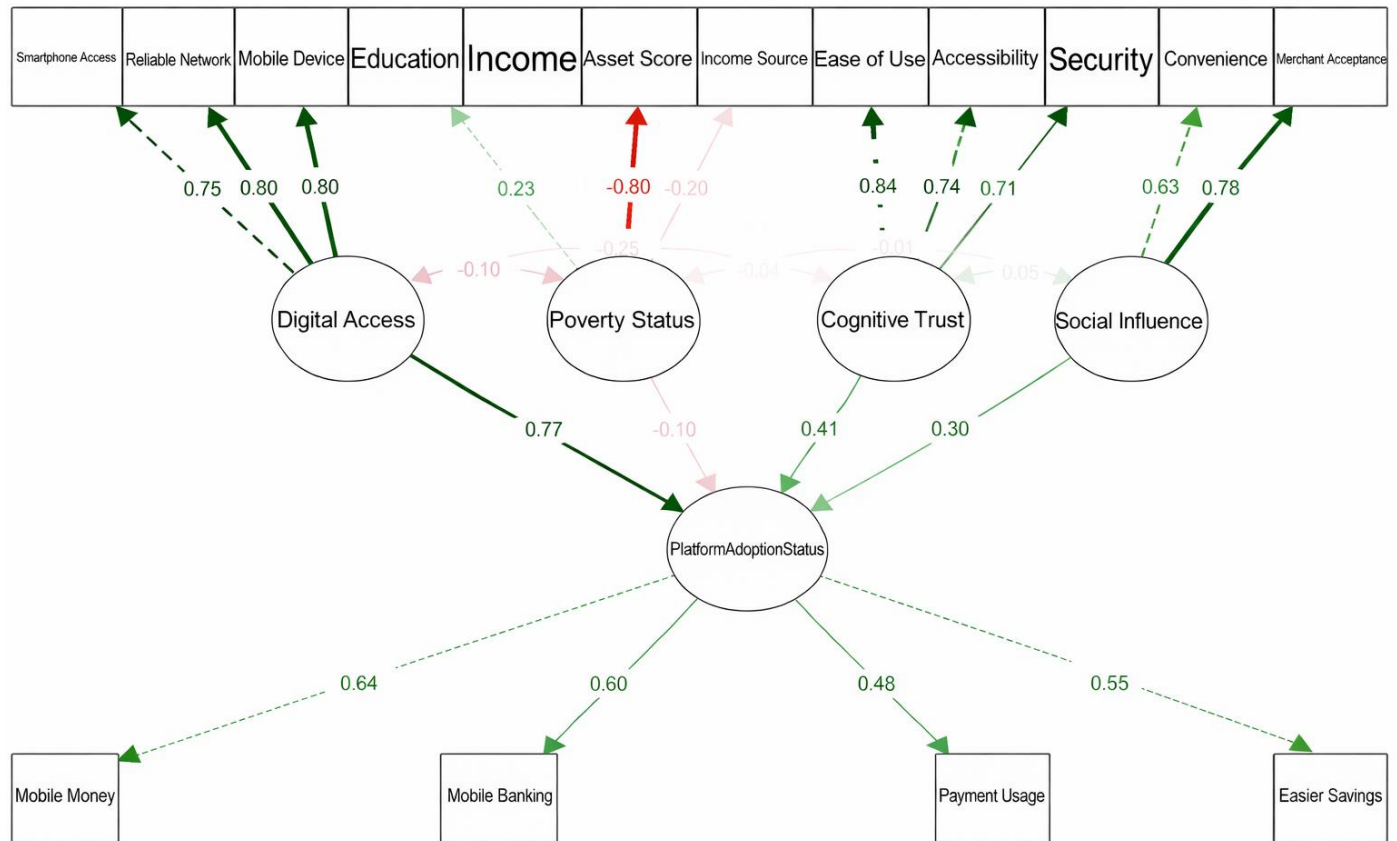 Smartphone Access Reliable Network Mobile Device Education Income Asset Score Income Source Ease of Use Accessibility Security Convenience Merchant Acceptance
0.75 0.80 0.80 0.23 -0.80 -0.20 0.84 0.74 0.71 0.63 0.78
-0.25 -0.01
-0.10 -0.04 0.05
Digital Access Poverty Status Cognitive Trust Social Influence
0.77 -0.10 0.41 0.30
PlatformAdoptionStatus
0.64 0.60 0.48 0.55
Mobile Money Mobile Banking Payment Usage Easier Savings